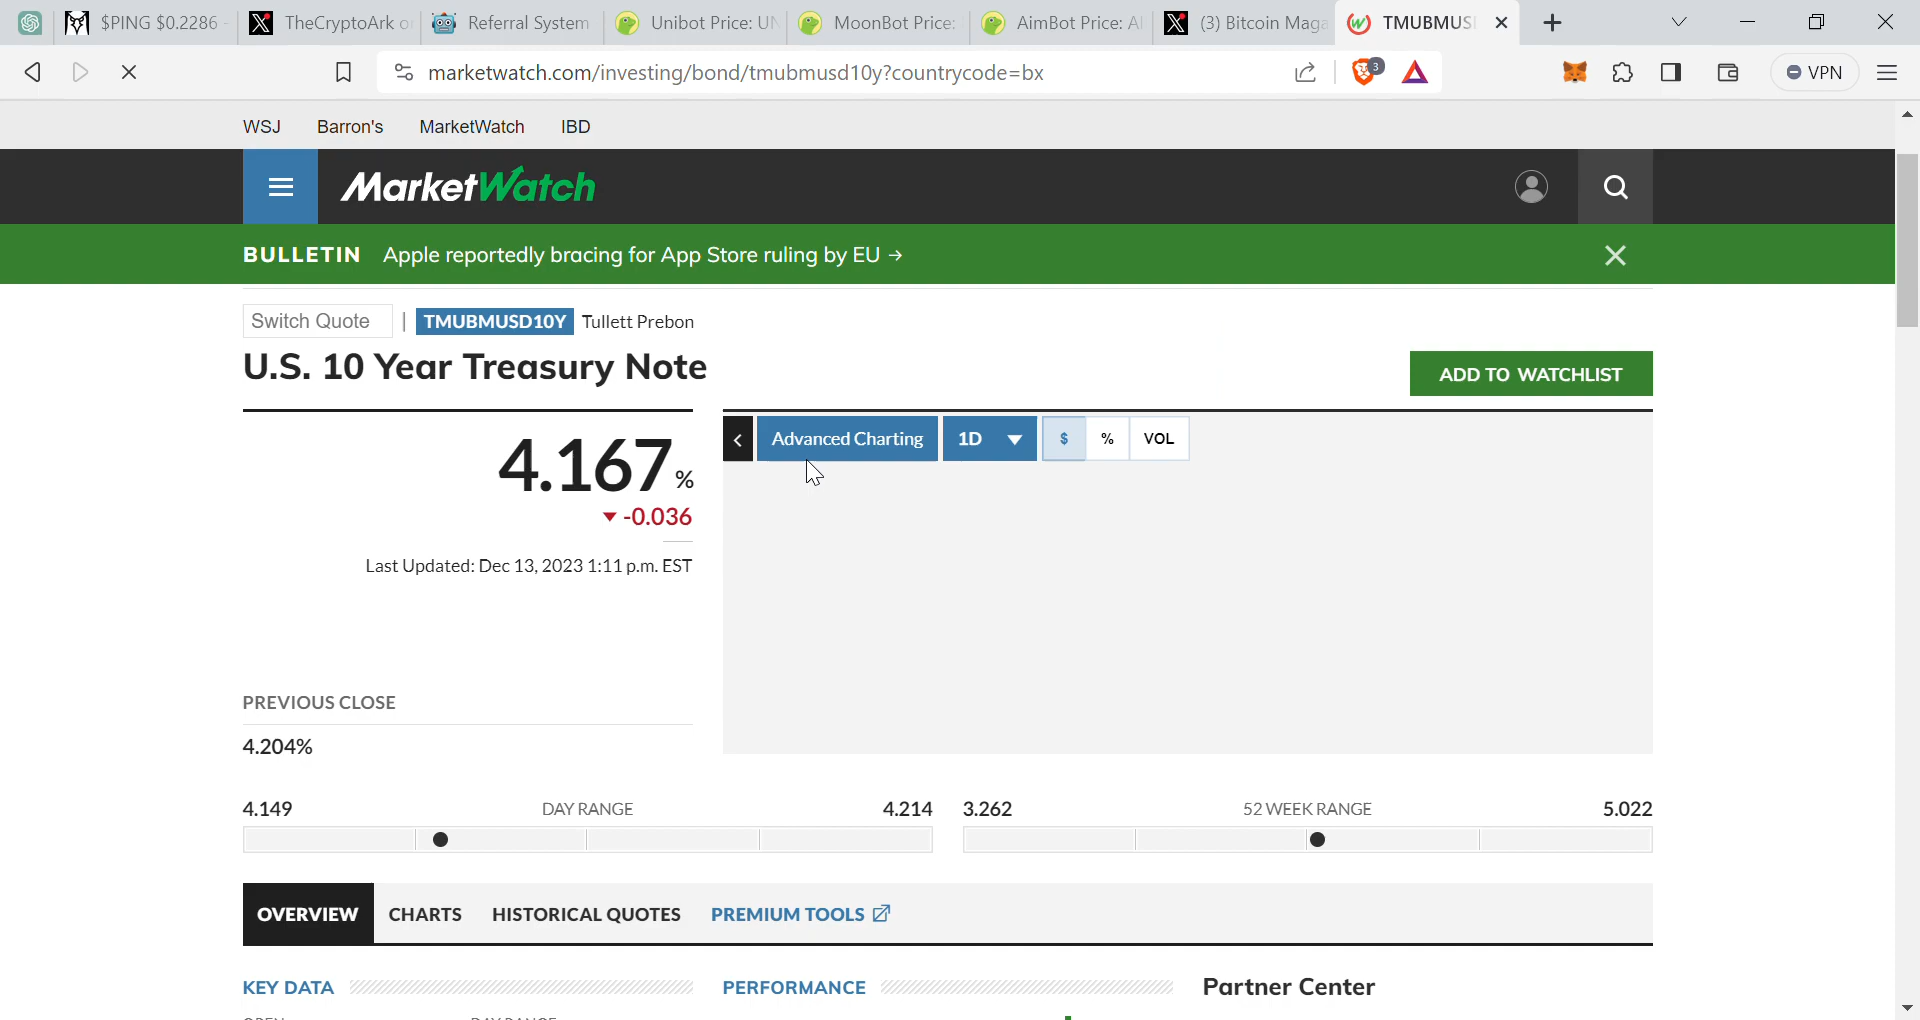 $PING $0.2286 -
TheCryptoArk o
Referral System
Unibot Price: UN
MoonBot Price:
AimBot Price: AI
(3) Bitcoin Maga
TMUBMUS
marketwatch.com/investing/bond/tmubmusd10y?countrycode=bx
3
VPN
WSJ Barron's MarketWatch IBD
MarketWatch
BULLETIN Apple reportedly bracing for App Store ruling by EU →
Switch Quote | TMUBMUSD10Y Tullett Prebon
U.S. 10 Year Treasury Note
ADD TO WATCHLIST
4.167%
-0.036
Last Updated: Dec 13, 2023 1:11 p.m. EST
Advanced Charting 1D $ % VOL
PREVIOUS CLOSE
4.204%
4.149 DAY RANGE 4.214
3.262 52 WEEK RANGE 5.022
OVERVIEW CHARTS HISTORICAL QUOTES PREMIUM TOOLS
KEY DATA
PERFORMANCE
Partner Center